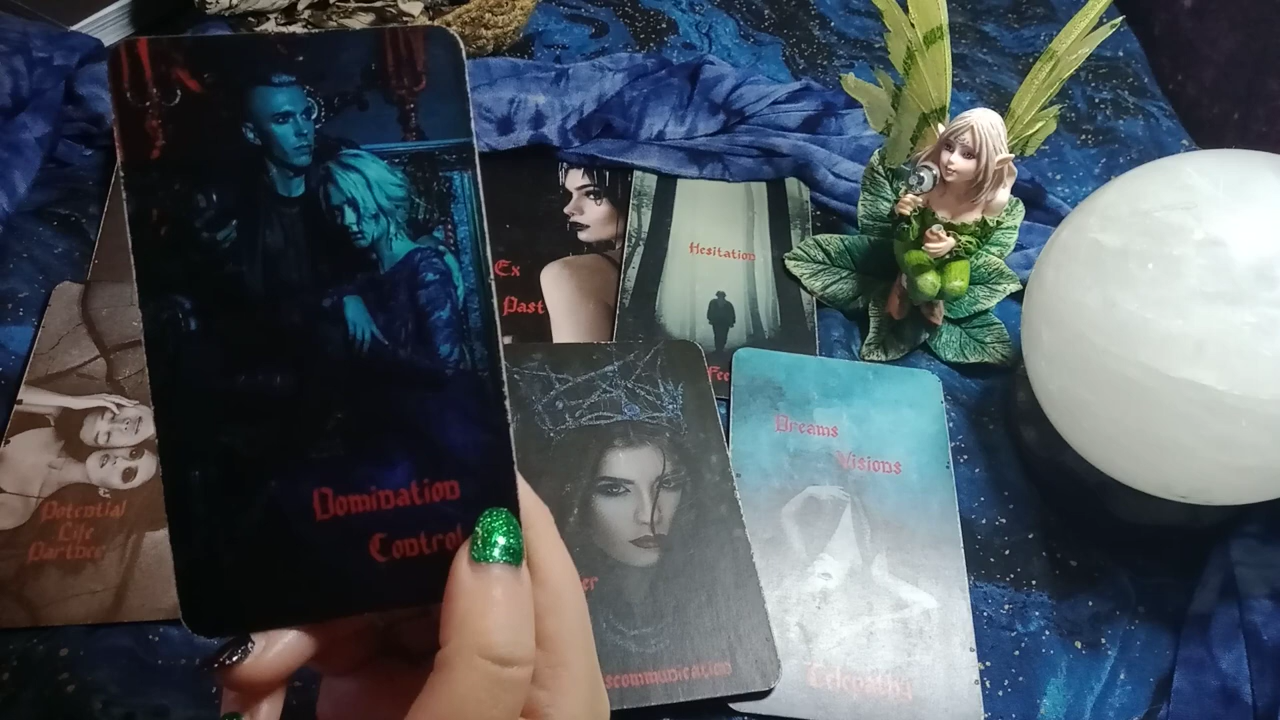 Domination
Control
Potential
Life
Partner
Ex
Past
Hesitation
Dreams
Visions
Telepathy